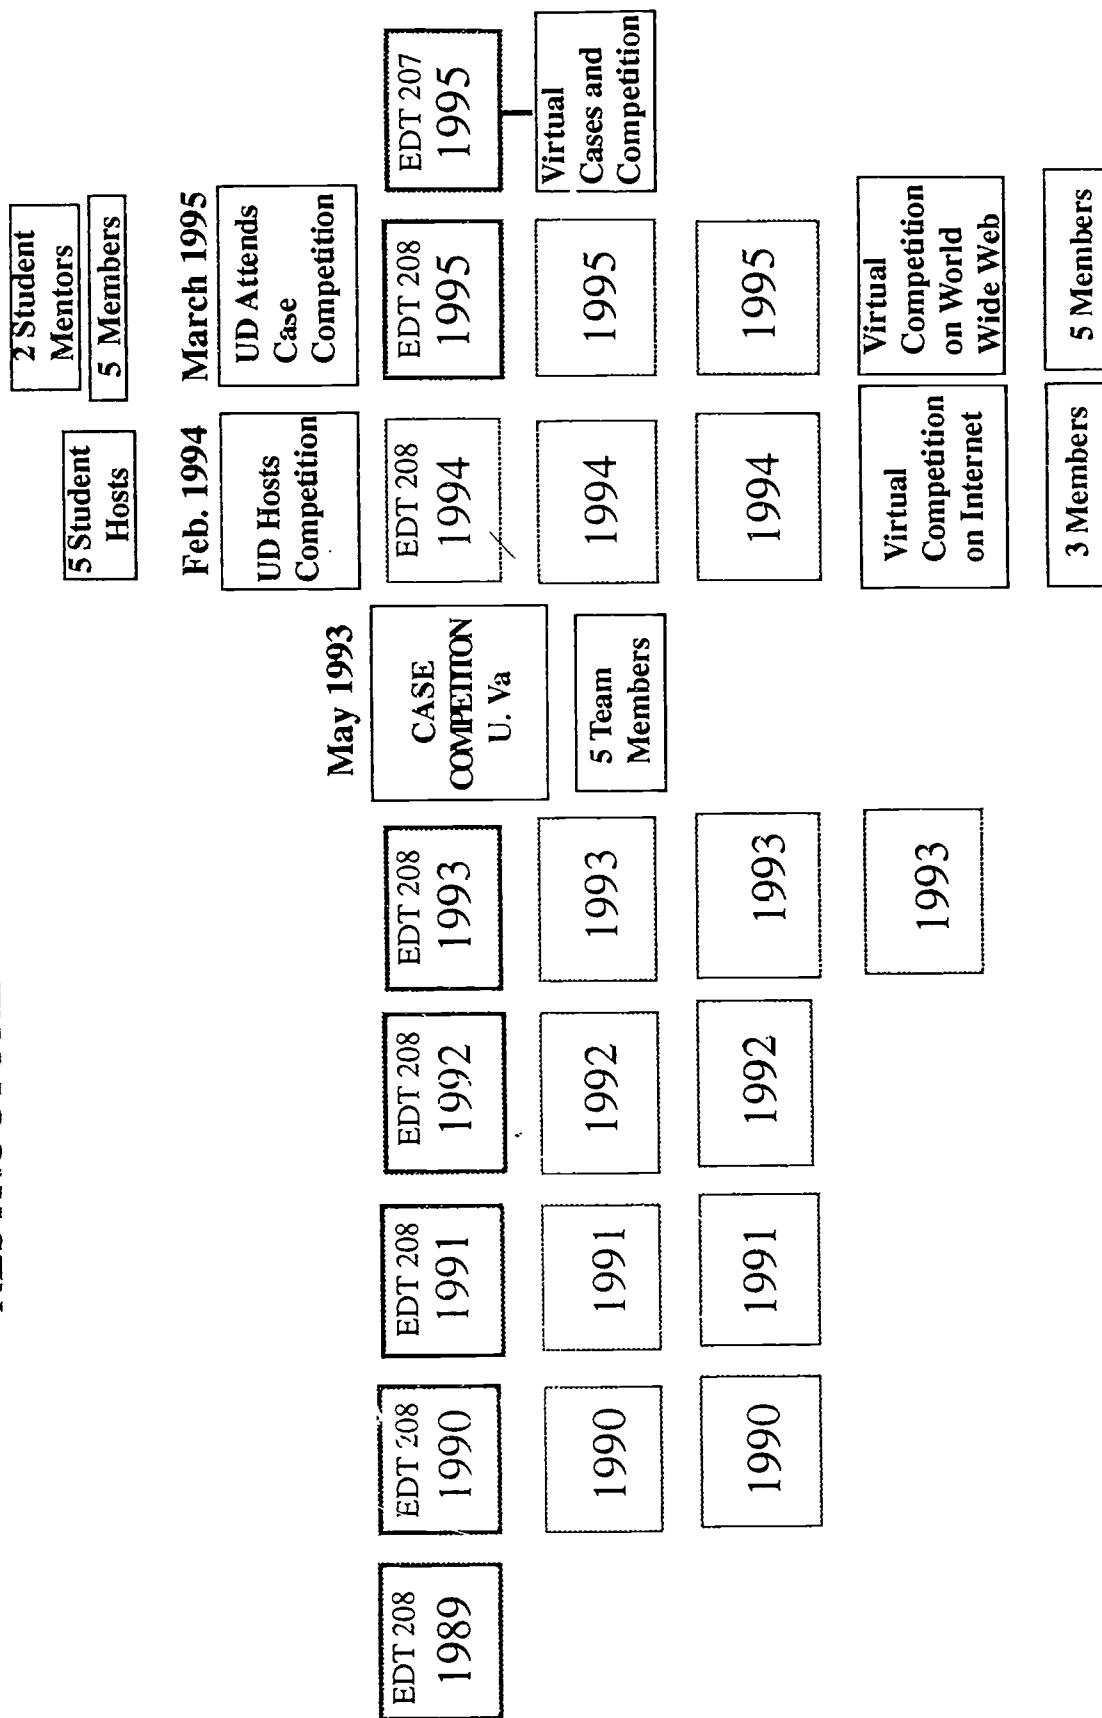 2 Student
Mentors
5 Members
5 Student
Hosts
March 1995
Feb. 1994
UD Attends
Case
Competition
UD Hosts
Competition
May 1993
EDT 208
1989
EDT 208
1990
EDT 208
1991
EDT 208
1992
EDT 208
1993
CASE
COMPETITION
U. Va
EDT 208
1994
EDT 208
1995
EDT 207
1995
1990
1991
1992
1993
5 Team
Members
1994
1995
Virtual
Cases and
Competition
1990
1991
1992
1993
1994
1995
1993
Virtual
Competition
on Internet
Virtual
Competition
on World
Wide Web
3 Members
5 Members